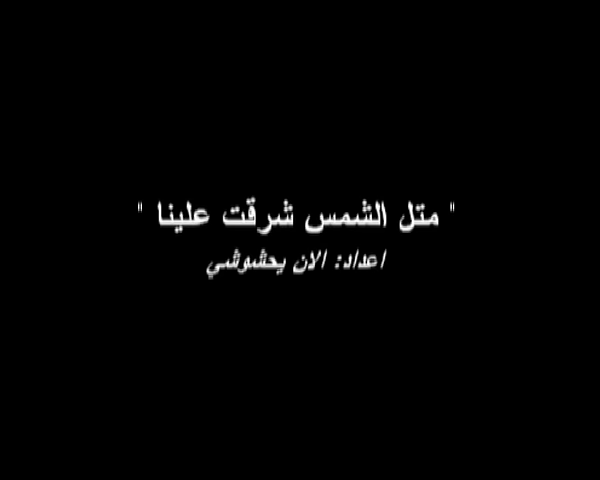 " متل الشمس شرقت علينا "
اعداد: الان يحشوشي